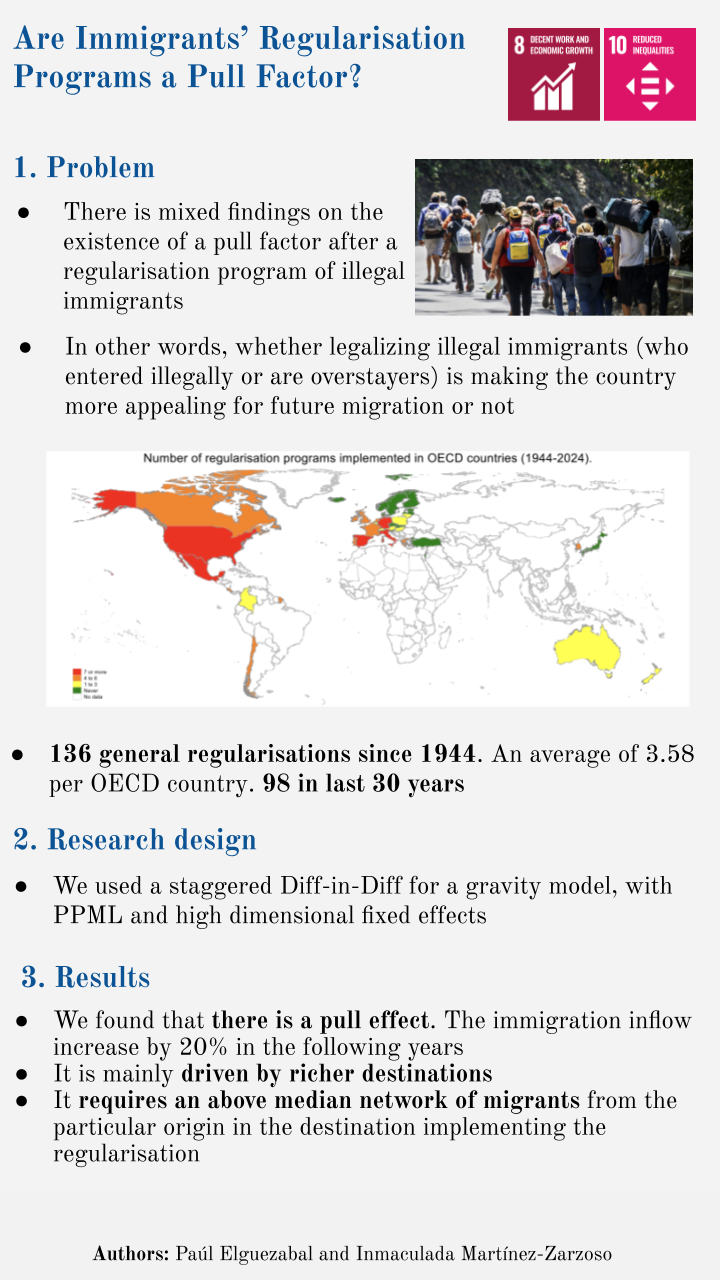 Are Immigrants’ Regularisation
Programs a Pull Factor?
8 DECENT WORK AND
ECONOMIC GROWTH
10 REDUCED
INEQUALITIES
1. Problem
● There is mixed findings on the
existence of a pull factor after a
regularisation program of illegal
immigrants
● In other words, whether legalizing illegal immigrants (who
entered illegally or are overstayers) is making the country
more appealing for future migration or not
Number of regularisation programs implemented in OECD countries (1944-2024).
7 or more
4 to 6
1 to 3
Never
No data
● 136 general regularisations since 1944. An average of 3.58
per OECD country. 98 in last 30 years
2. Research design
● We used a staggered Diff-in-Diff for a gravity model, with
PPML and high dimensional fixed effects
3. Results
● We found that there is a pull effect. The immigration inflow
increase by 20% in the following years
● It is mainly driven by richer destinations
● It requires an above median network of migrants from the
particular origin in the destination implementing the
regularisation
Authors: Paúl Elguezabal and Inmaculada Martínez-Zarzoso